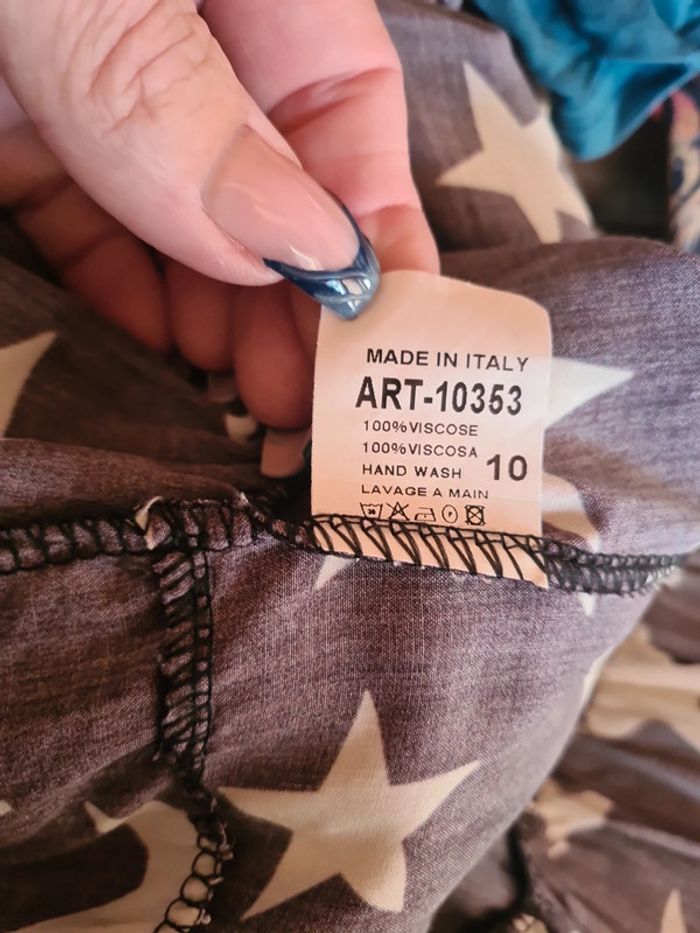 MADE IN ITALY
ART-10353
100%VISCOSE
100%VISCOSA
HAND WASH 10
LAVAGE A MAIN